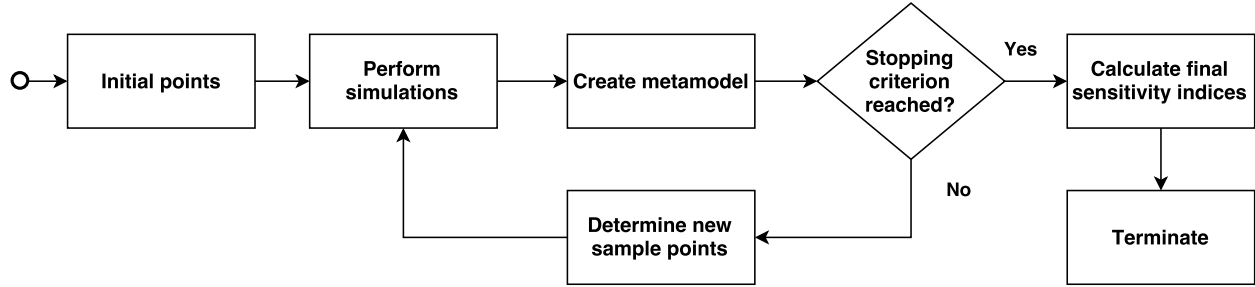 Initial points
Perform
simulations
Create metamodel
Stopping
criterion
reached?
Yes
Calculate final
sensitivity indices
No
Determine new
sample points
Terminate